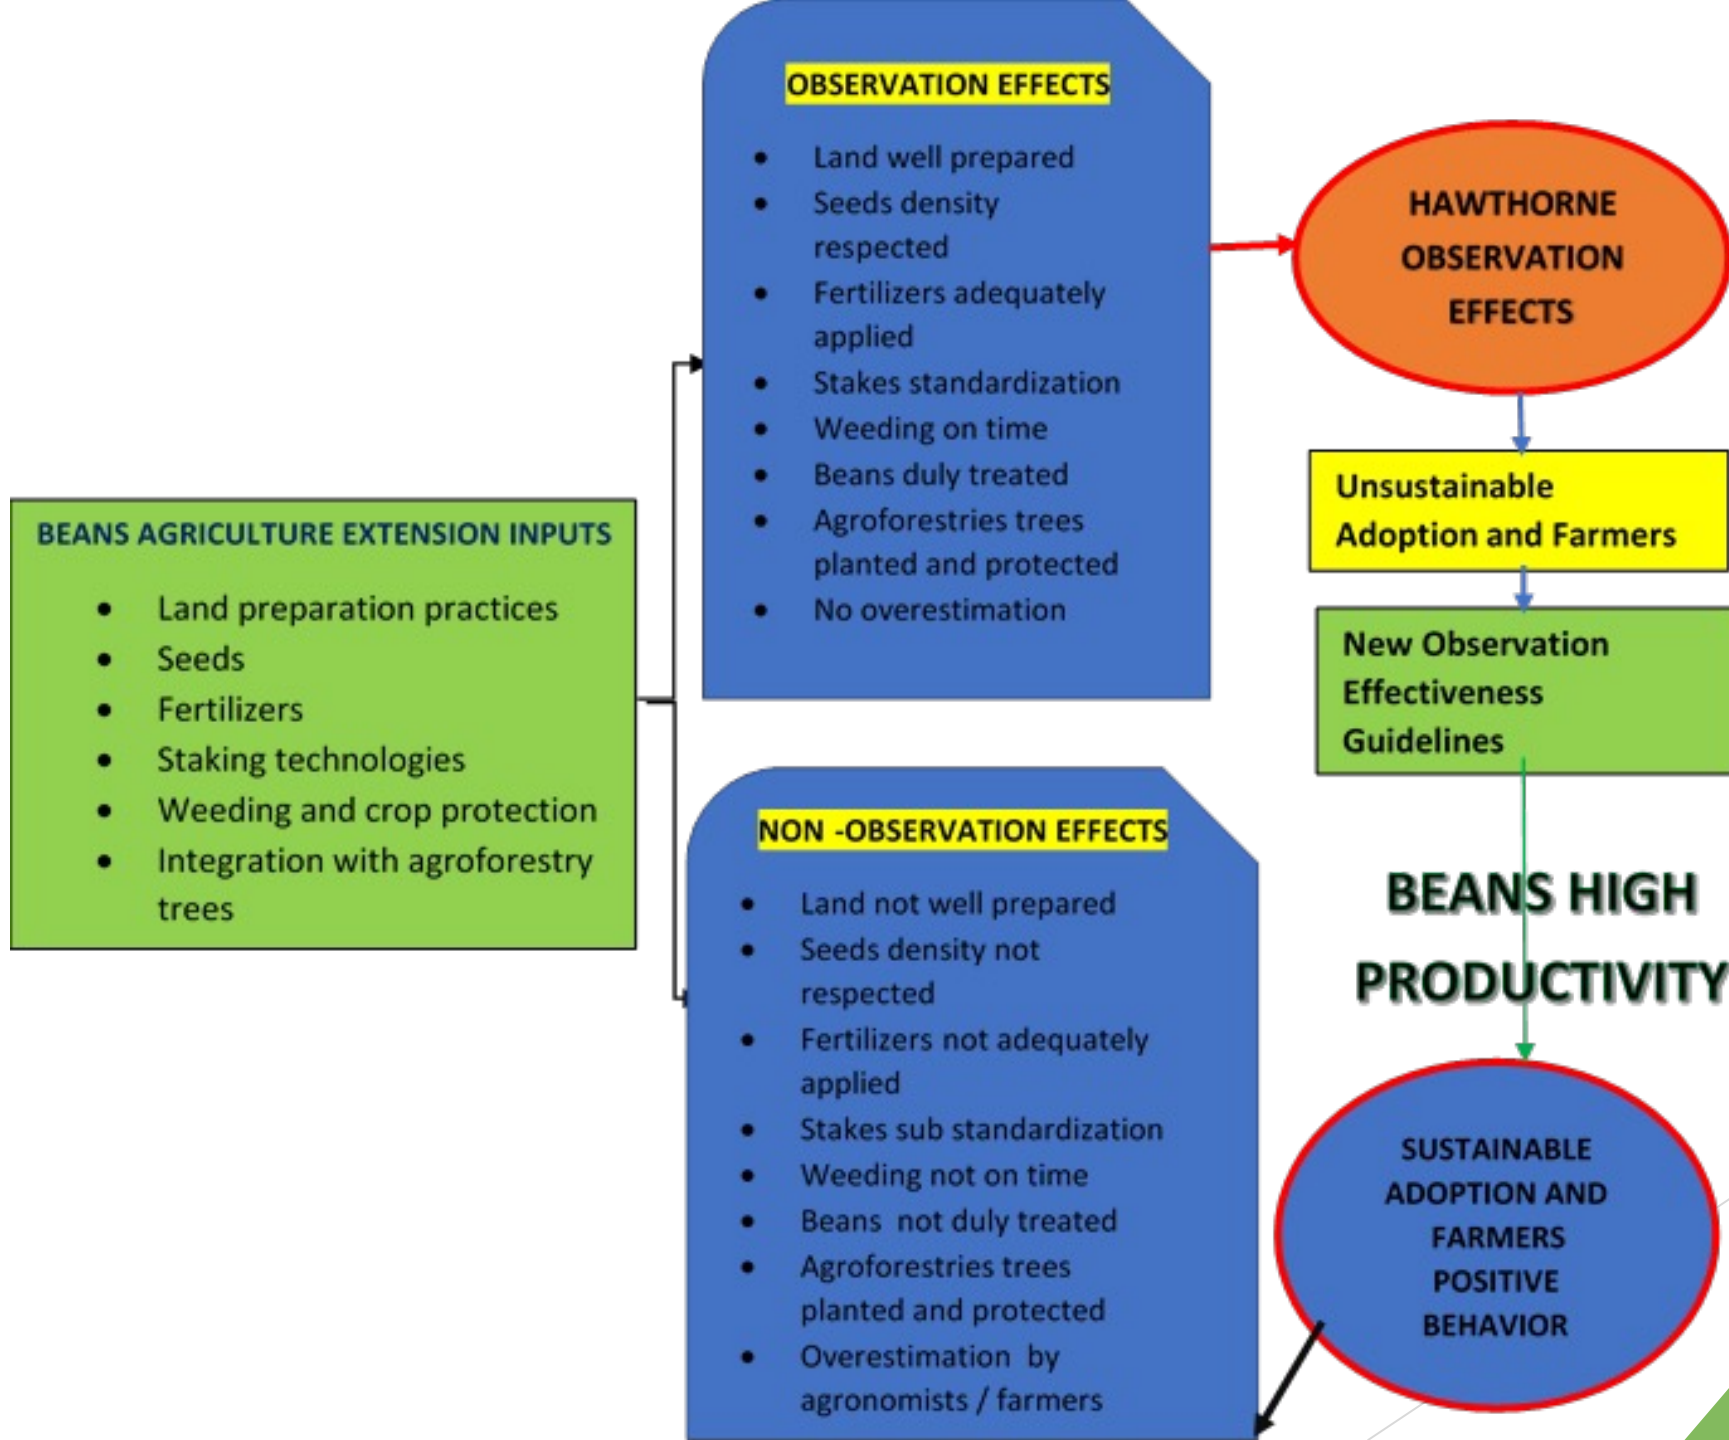 BEANS AGRICULTURE EXTENSION INPUTS
• Land preparation practices
• Seeds
• Fertilizers
• Staking technologies
• Weeding and crop protection
• Integration with agroforestry
trees
OBSERVATION EFFECTS
• Land well prepared
• Seeds density
respected
• Fertilizers adequately
applied
• Stakes standardization
• Weeding on time
• Beans duly treated
• Agroforestries trees
planted and protected
• No overestimation
NON -OBSERVATION EFFECTS
• Land not well prepared
• Seeds density not
respected
• Fertilizers not adequately
applied
• Stakes sub standardization
• Weeding not on time
• Beans  not duly treated
• Agroforestries trees
planted and protected
• Overestimation  by
agronomists / farmers
HAWTHORNE
OBSERVATION
EFFECTS
Unsustainable
Adoption and Farmers
New Observation
Effectiveness
Guidelines
BEANS HIGH
PRODUCTIVITY
SUSTAINABLE
ADOPTION AND
FARMERS
POSITIVE
BEHAVIOR